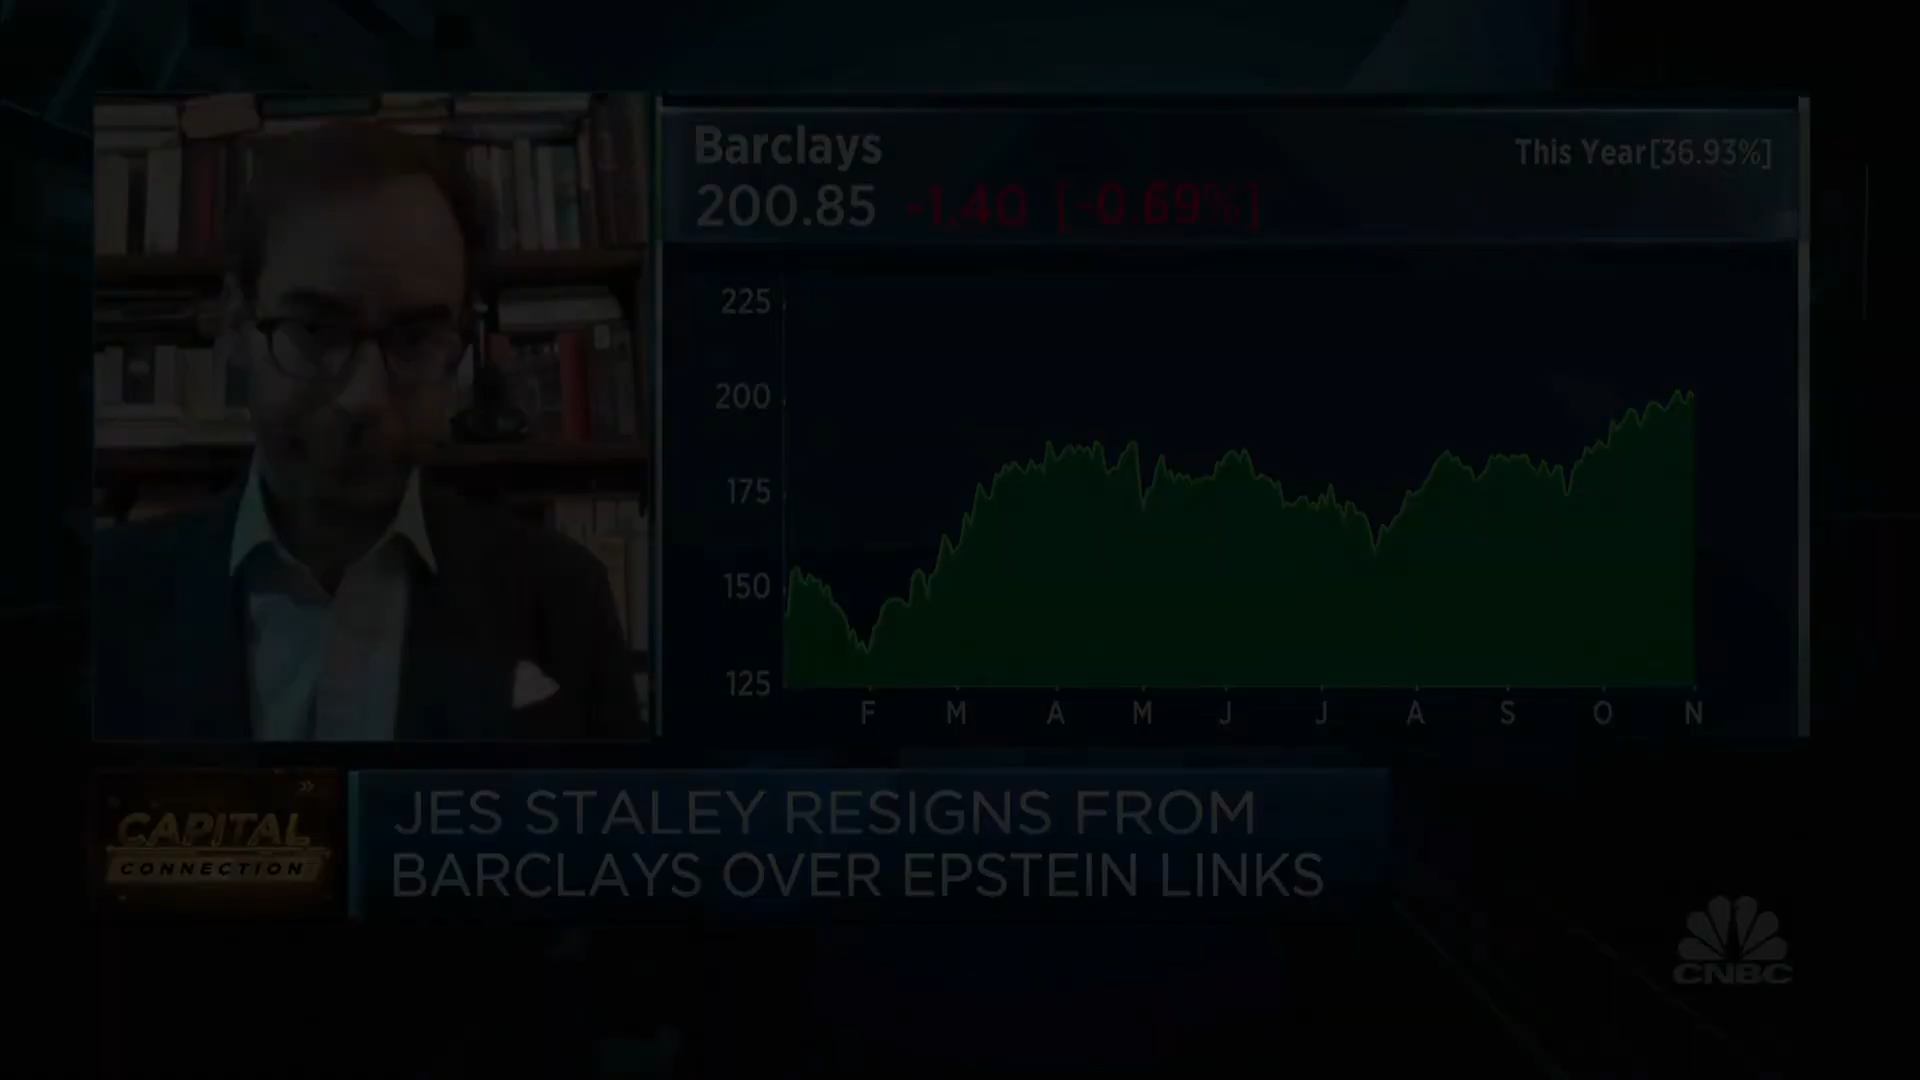 Barclays
This Year[36.93%]
200.85 -1.40 [-0.69%]
225
200
175
150
125
F M A M J J A S O N
CAPITAL
CONNECTION
JES STALEY RESIGNS FROM
BARCLAYS OVER EPSTEIN LINKS
CNBC